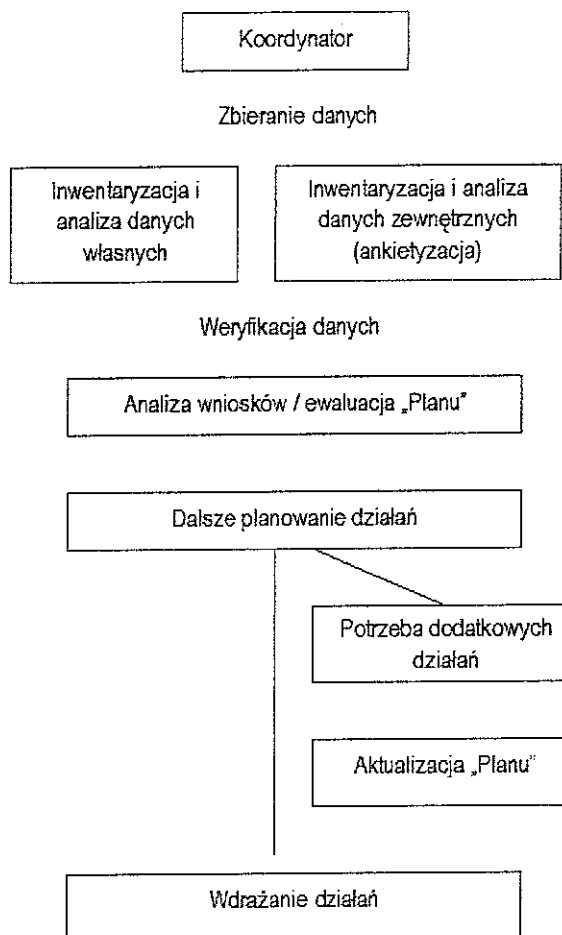 Koordynator
Zbieranie danych
Inwentaryzacja i
analiza danych
własnych
Inwentaryzacja i analiza
danych zewnętrznych
(ankietyzacja)
Weryfikacja danych
Analiza wniosków / ewaluacja „Planu”
Dalsze planowanie działań
Potrzeba dodatkowych
działań
Aktualizacja „Planu”
Wdrażanie działań